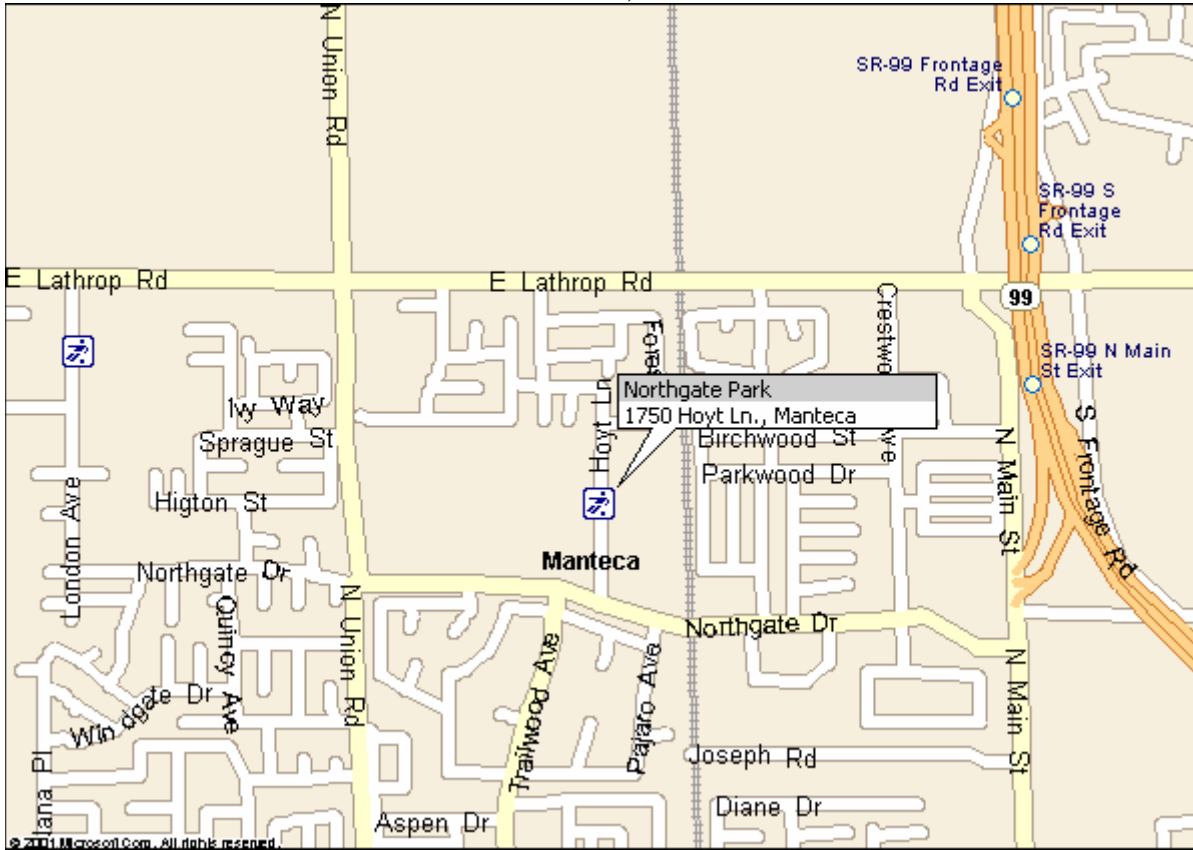 N Union Rd
SR-99 Frontage
Rd Exit
SR-99 S
Frontage
Rd Exit
E Lathrop Rd
E Lathrop Rd
99
SR-99 N Main
St Exit
Northgate Park
1750 Hoyt Ln., Manteca
Hoyt Ln
lw Way
Sprague St
Birchwood St
Parkwood Dr
N Main St
S Frontage Rd
London Ave
Higton St
Manteca
Northgate Dr
Quincy Ave
N Union Rd
Northgate Dr
Trailwood Ave
Pajaro Ave
N Main St
Windgate Dr
Joseph Rd
Diane Dr
Aspen Dr
© 2001 Microsoft Corp. All rights reserved.